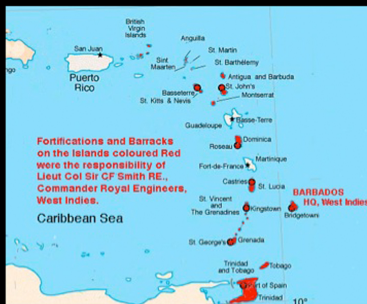 British
Virgin
Islands
Anguilla
San Juan
St. Martin
Sint
Maarten
St. Barthélemy
Puerto
Rico
Antigua and Barbuda
Basseterre
St. John's
St. Kitts & Nevis
Montserrat
Guadeloupe
Basse-Terre
Fortifications and Barracks
on the Islands coloured Red
were the responsibility of
Lieut Col Sir CF Smith RE.,
Commander Royal Engineers,
West Indies.
Dominica
Roseau
Martinique
Fort-de-France
Castries
St. Lucia
BARBADOS
HQ, West Indies
St. Vincent
and
The Grenadines
Kingstown
Bridgetown
Caribbean Sea
St. George's
Grenada
Trinidad
and Tobago
Tobago
Port of Spain
Trinidad
10°